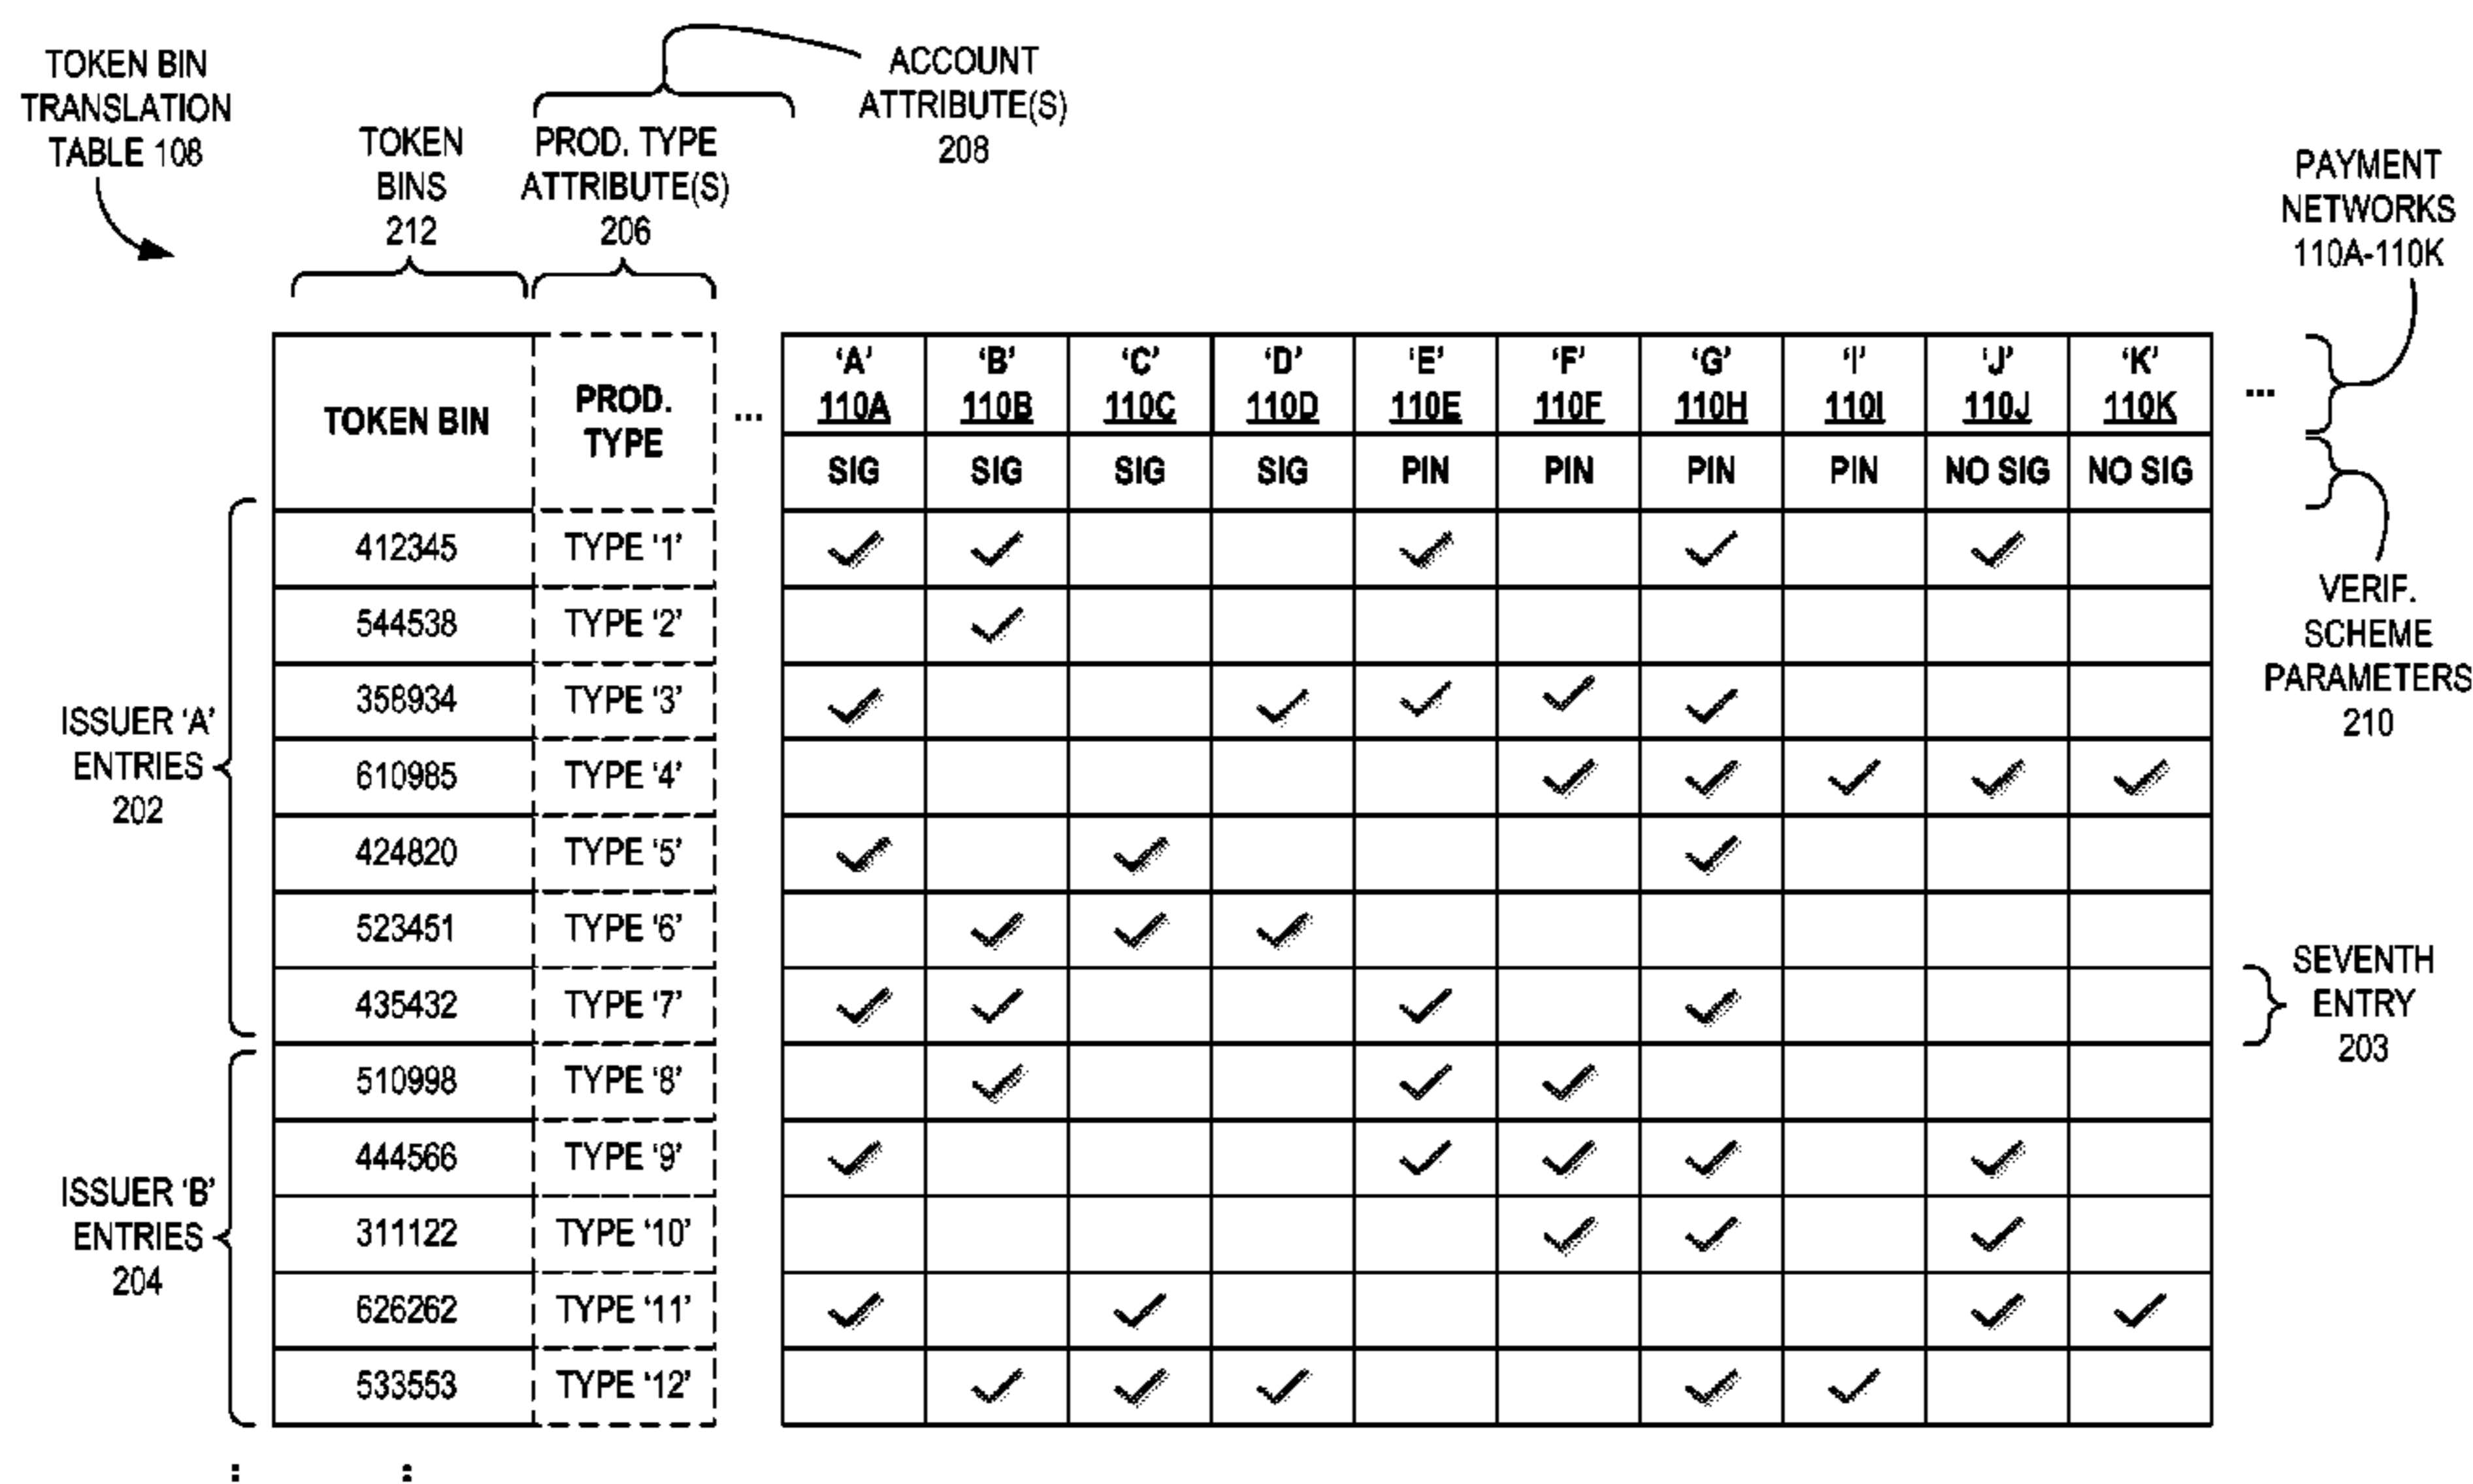 TOKEN BIN
TRANSLATION
TABLE 108
TOKEN
BINS
212
PROD. TYPE
ATTRIBUTE(S)
206
ACCOUNT
ATTRIBUTE(S)
208
PAYMENT
NETWORKS
110A-110K
TOKEN BIN
PROD.
TYPE
...
'A' 'B' 'C' 'D' 'E' 'F' 'G' 'I' 'J' 'K'
110A 110B 110C 110D 110E 110F 110H 110I 110J 110K
...
SIG SIG SIG SIG PIN PIN PIN PIN NO SIG NO SIG
VERIF.
SCHEME
PARAMETERS
210
ISSUER 'A'
ENTRIES
202
412345 TYPE '1' ✓ ✓ ✓ ✓ ✓
544538 TYPE '2' ✓
358934 TYPE '3' ✓ ✓ ✓ ✓ ✓
610985 TYPE '4' ✓ ✓ ✓ ✓ ✓
424820 TYPE '5' ✓ ✓ ✓
523451 TYPE '6' ✓ ✓ ✓
435432 TYPE '7' ✓ ✓ ✓ ✓
SEVENTH
ENTRY
203
ISSUER 'B'
ENTRIES
204
510998 TYPE '8' ✓ ✓ ✓
444566 TYPE '9' ✓ ✓ ✓ ✓ ✓
311122 TYPE '10' ✓ ✓ ✓
626262 TYPE '11' ✓ ✓ ✓ ✓
533553 TYPE '12' ✓ ✓ ✓ ✓ ✓
: :